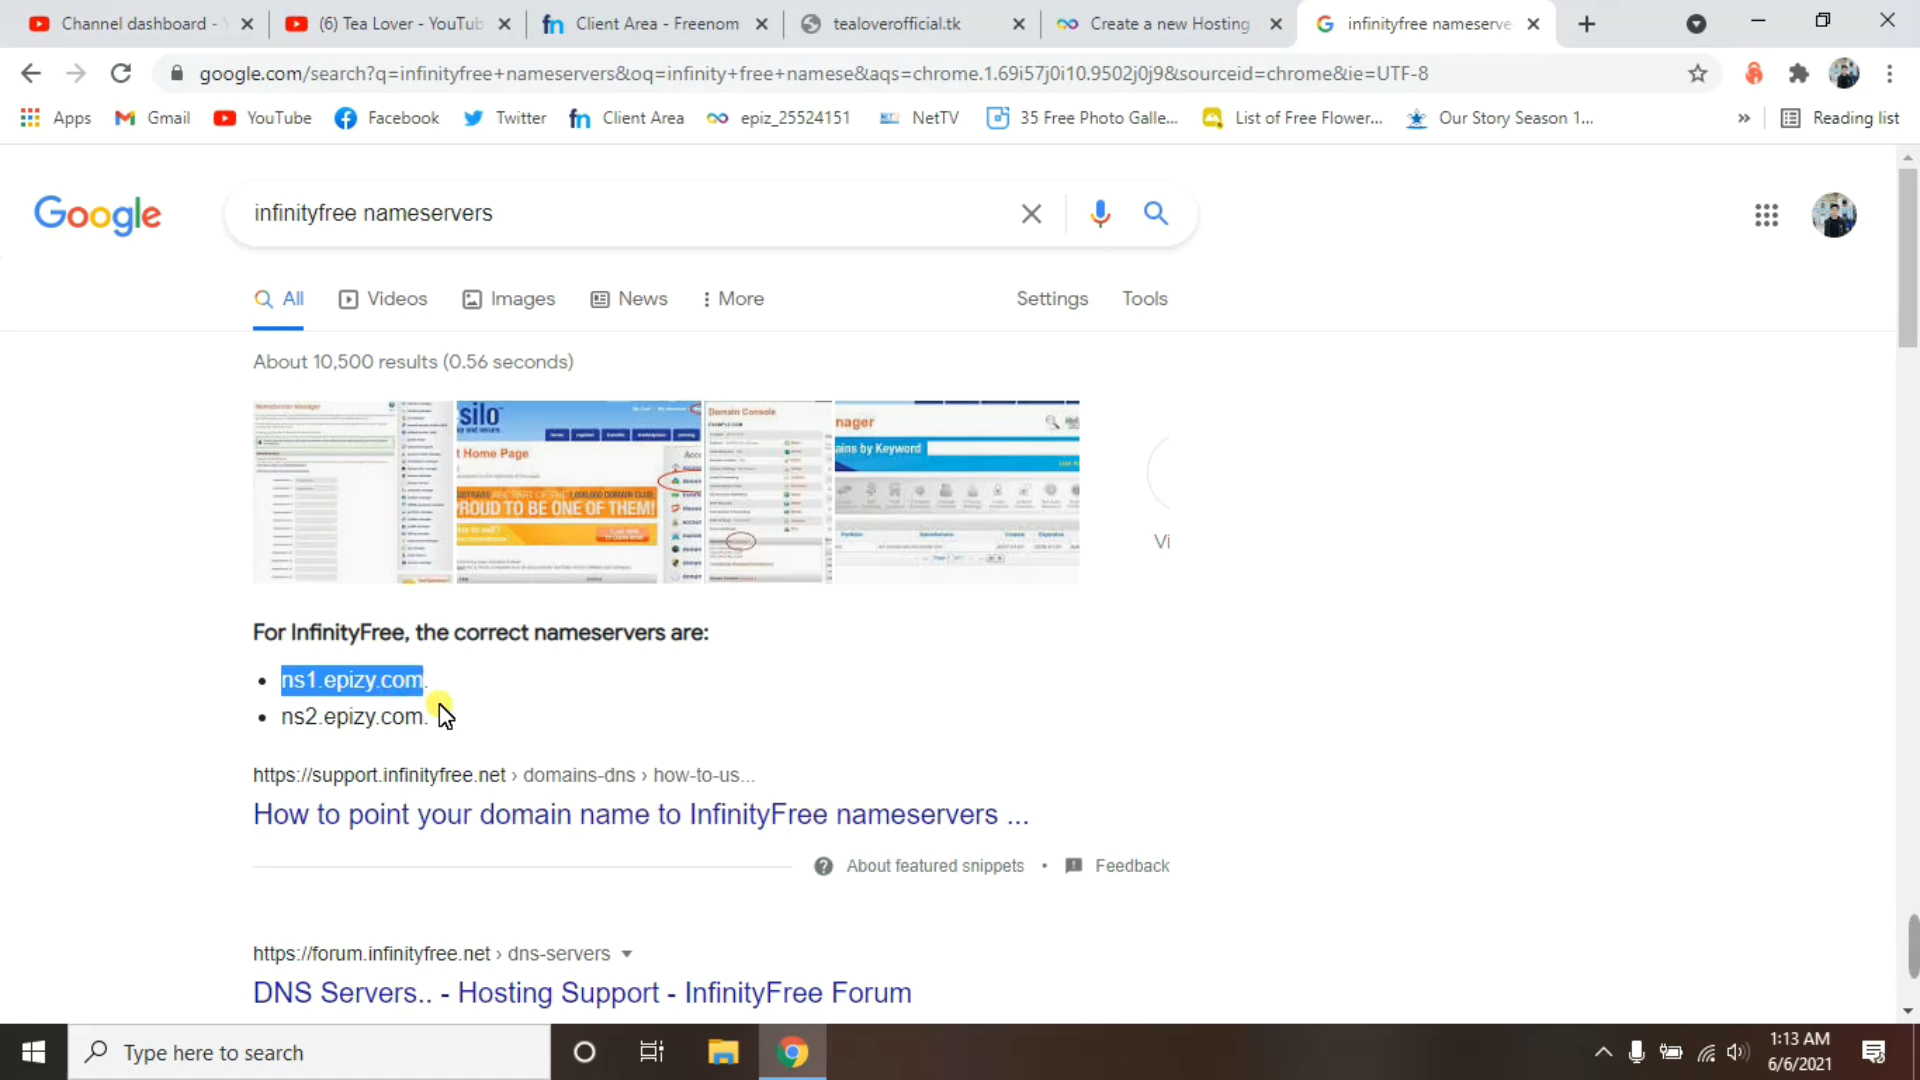 Channel dashboard -
(6) Tea Lover - YouTub
Client Area - Freenom
tealoverofficial.tk
Create a new Hosting
infinityfree nameserve
google.com/search?q=infinityfree+nameservers&oq=infinity+free+namese&aqs=chrome.1.69i57j0i10.9502j0j9&sourceid=chrome&ie=UTF-8
Apps
Gmail
YouTube
Facebook
Twitter
Client Area
epiz_25524151
NetTV
35 Free Photo Galle...
List of Free Flower...
Our Story Season 1...
Reading list
Google
infinityfree nameservers
All
Videos
Images
News
More
Settings
Tools
About 10,500 results (0.56 seconds)
silo
t Home Page
PROUD TO BE ONE OF THEM!
Domain Console
nager
ains by Keyword
Vi
For InfinityFree, the correct nameservers are:
• ns1.epizy.com.
• ns2.epizy.com.
https://support.infinityfree.net › domains-dns › how-to-us...
How to point your domain name to InfinityFree nameservers ...
About featured snippets • Feedback
https://forum.infinityfree.net › dns-servers
DNS Servers.. - Hosting Support - InfinityFree Forum
Type here to search
1:13 AM
6/6/2021